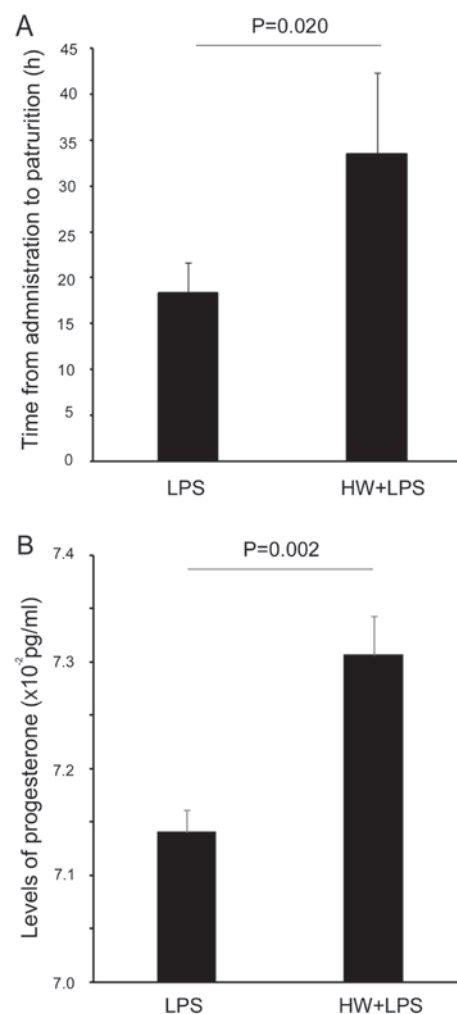 A
P=0.020
Time from admnistration to patrurition (h)
45
40
35
30
25
20
15
10
5
0
LPS
HW+LPS
B
P=0.002
Levels of progesterone (x10⁻²pg/ml)
7.4
7.3
7.2
7.1
7.0
LPS
HW+LPS